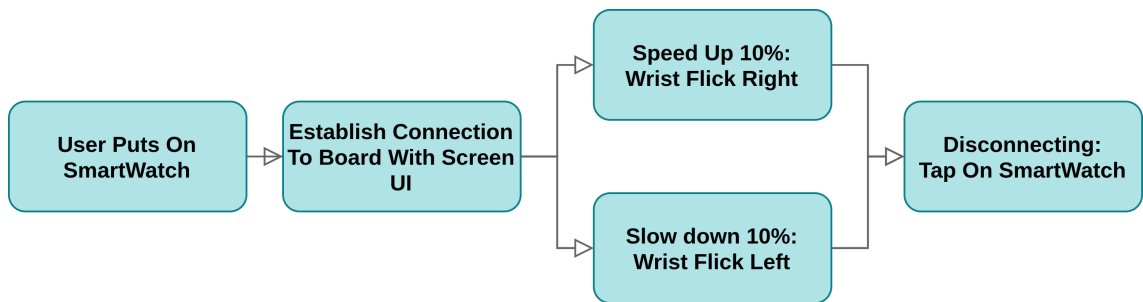 User Puts On
SmartWatch
Establish Connection
To Board With Screen
UI
Speed Up 10%:
Wrist Flick Right
Slow down 10%:
Wrist Flick Left
Disconnecting:
Tap On SmartWatch